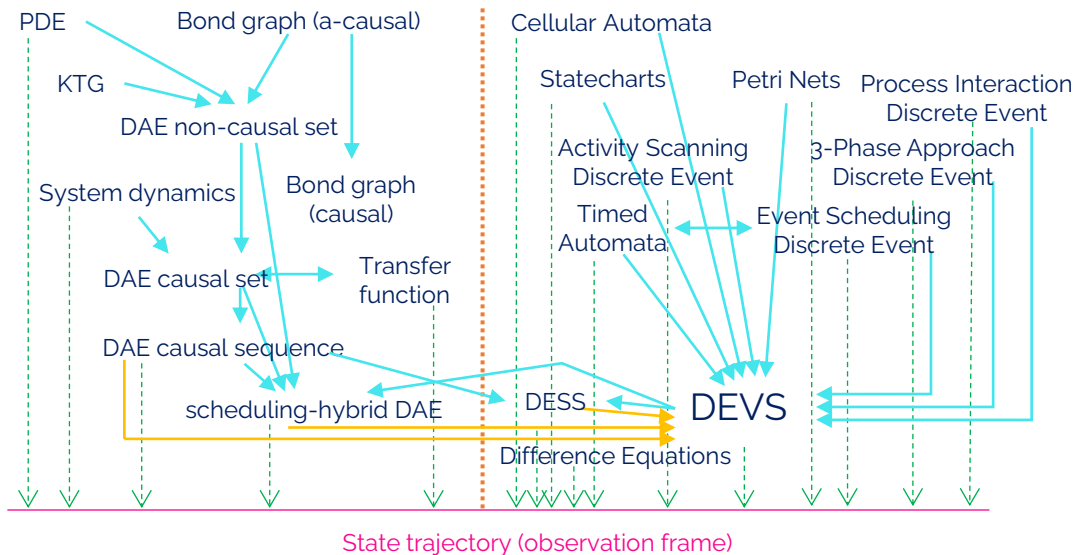 PDE
Bond graph (a-causal)
Cellular Automata
KTG
Statecharts
Petri Nets
Process Interaction
Discrete Event
DAE non-causal set
Activity Scanning
Discrete Event
3-Phase Approach
Discrete Event
System dynamics
Bond graph
(causal)
Timed
Automata
Event Scheduling
Discrete Event
DAE causal set
Transfer
function
DAE causal sequence
scheduling-hybrid DAE
DESS
DEVS
Difference Equations
State trajectory (observation frame)